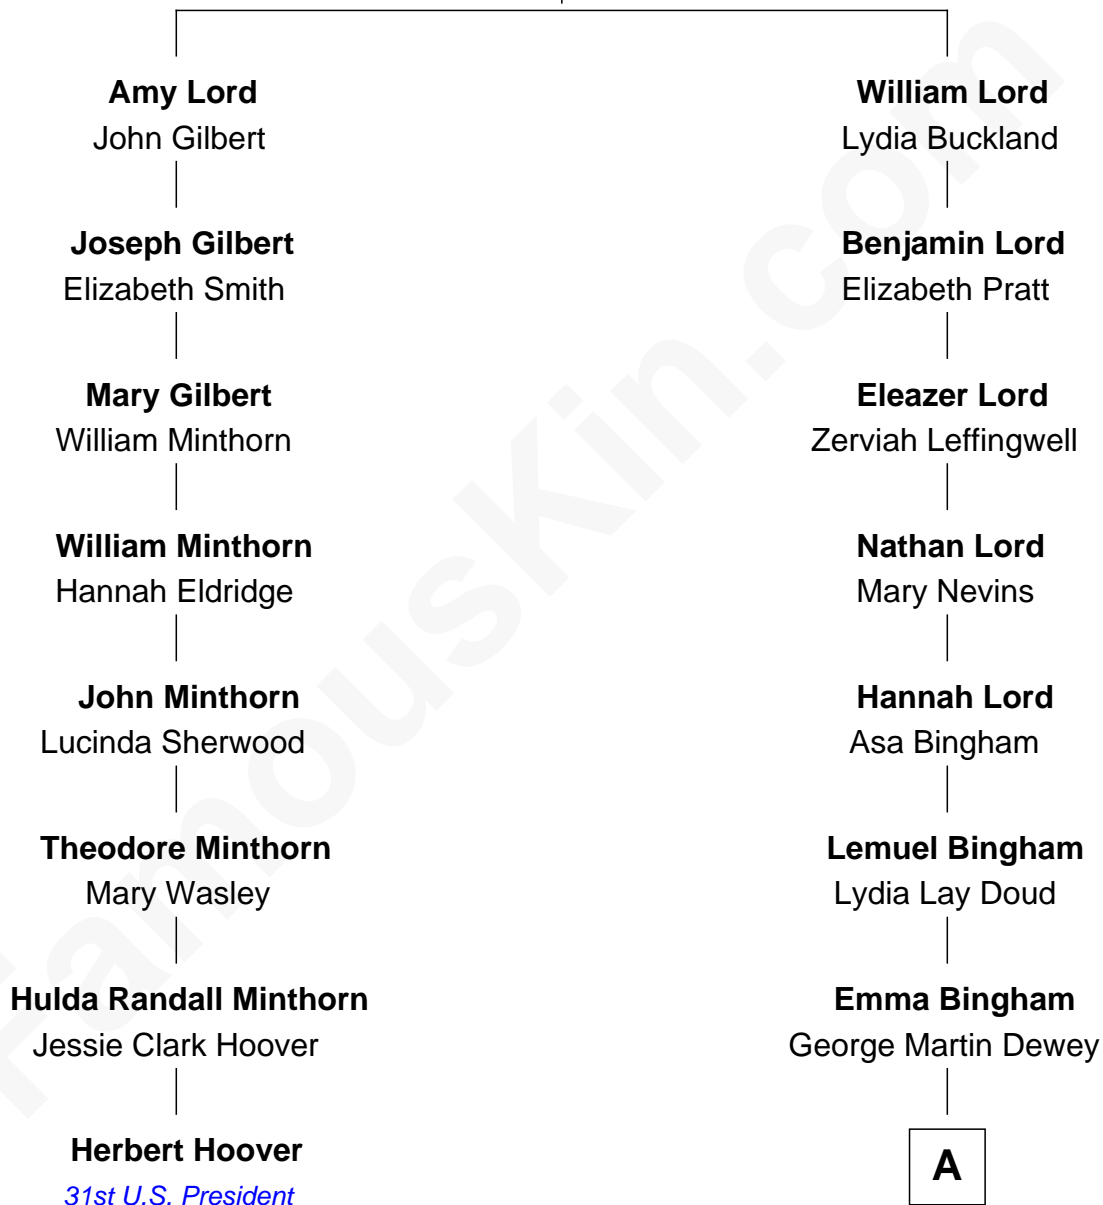 Amy Lord
John Gilbert
William Lord
Lydia Buckland
Joseph Gilbert
Elizabeth Smith
Benjamin Lord
Elizabeth Pratt
Mary Gilbert
William Minthorn
Eleazer Lord
Zerviah Leffingwell
William Minthorn
Hannah Eldridge
Nathan Lord
Mary Nevins
John Minthorn
Lucinda Sherwood
Hannah Lord
Asa Bingham
Theodore Minthorn
Mary Wasley
Lemuel Bingham
Lydia Lay Doud
Hulda Randall Minthorn
Jessie Clark Hoover
Emma Bingham
George Martin Dewey
Herbert Hoover
31st U.S. President
A
FamousKin.com